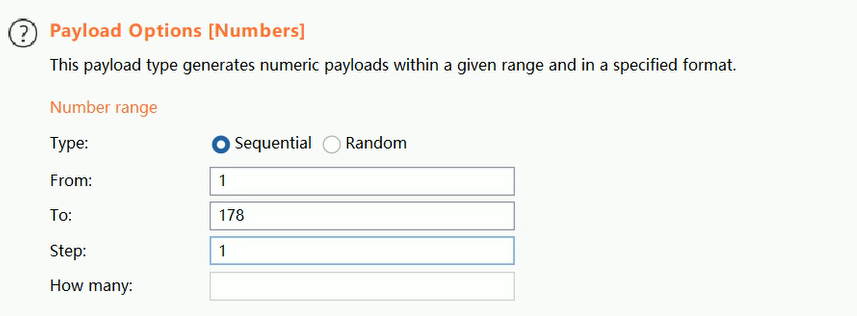 ? Payload Options [Numbers]
This payload type generates numeric payloads within a given range and in a specified format.
Number range
Type: Sequential Random
From: 1
To: 178
Step: 1
How many: